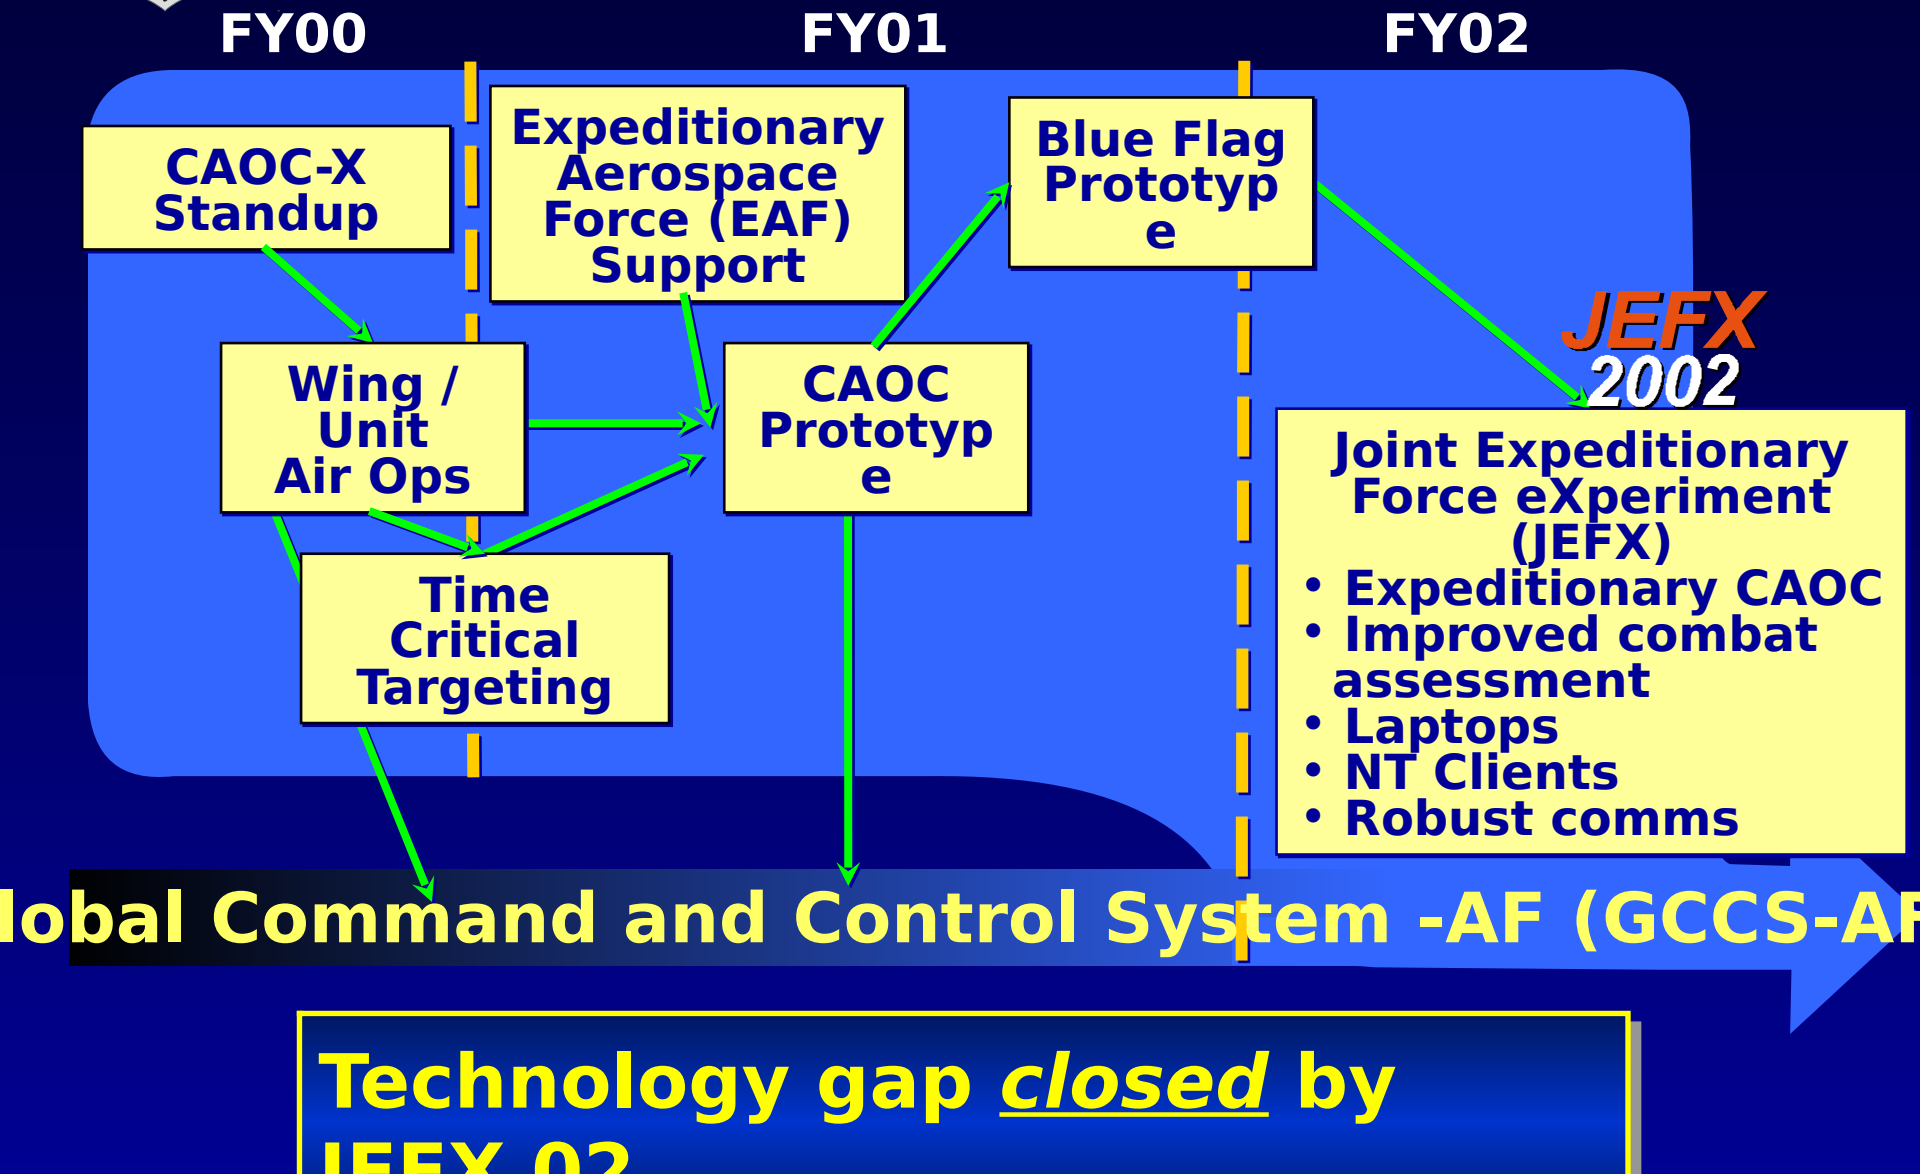 FY00
FY01
FY02
CAOC-X
Standup
Expeditionary
Aerospace
Force (EAF)
Support
Blue Flag
Prototyp
e
Wing /
Unit
Air Ops
CAOC
Prototyp
e
Time
Critical
Targeting
JEFX
2002
Joint Expeditionary
Force eXperiment
(JEFX)
• Expeditionary CAOC
• Improved combat
assessment
• Laptops
• NT Clients
• Robust comms
lobal Command and Control System -AF (GCCS-AF
Technology gap closed by
JEFX 02